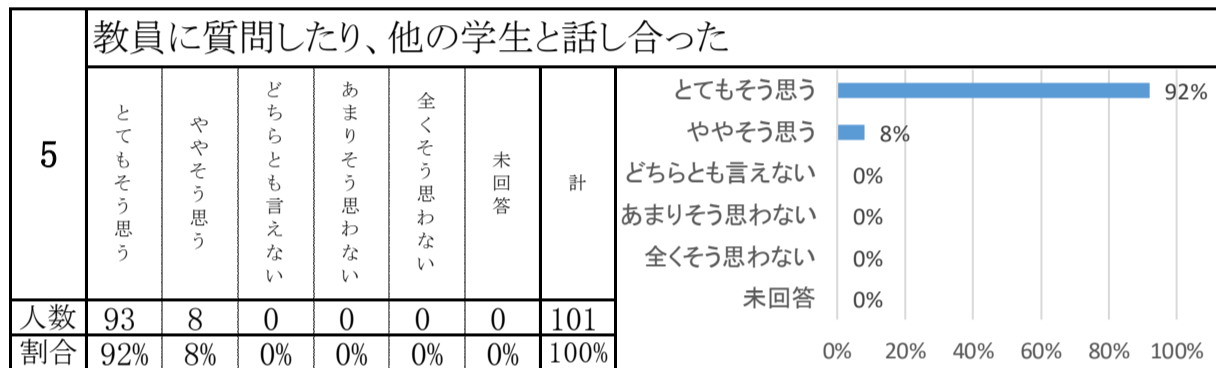 5
教員に質問したり、他の学生と話し合った
とてもそう思う
ややそう思う
どちらとも言えない
あまりそう思わない
全くそう思わない
未回答
計
人数 93 8 0 0 0 0 101
割合 92% 8% 0% 0% 0% 0% 100%
とてもそう思う 92%
ややそう思う 8%
どちらとも言えない 0%
あまりそう思わない 0%
全くそう思わない 0%
未回答 0%
0% 20% 40% 60% 80% 100%